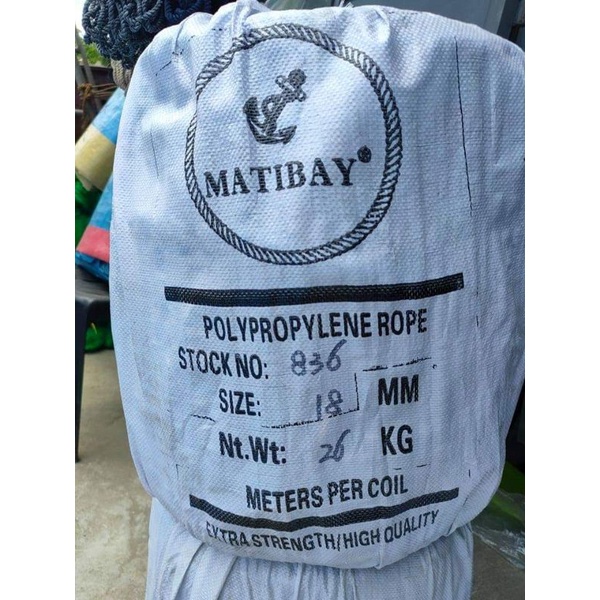 MATIBAY®
POLYPROPYLENE ROPE
STOCK NO: 836
SIZE: 18 MM
Nt.Wt: 26 KG
METERS PER COIL
EXTRA STRENGTH/HIGH QUALITY